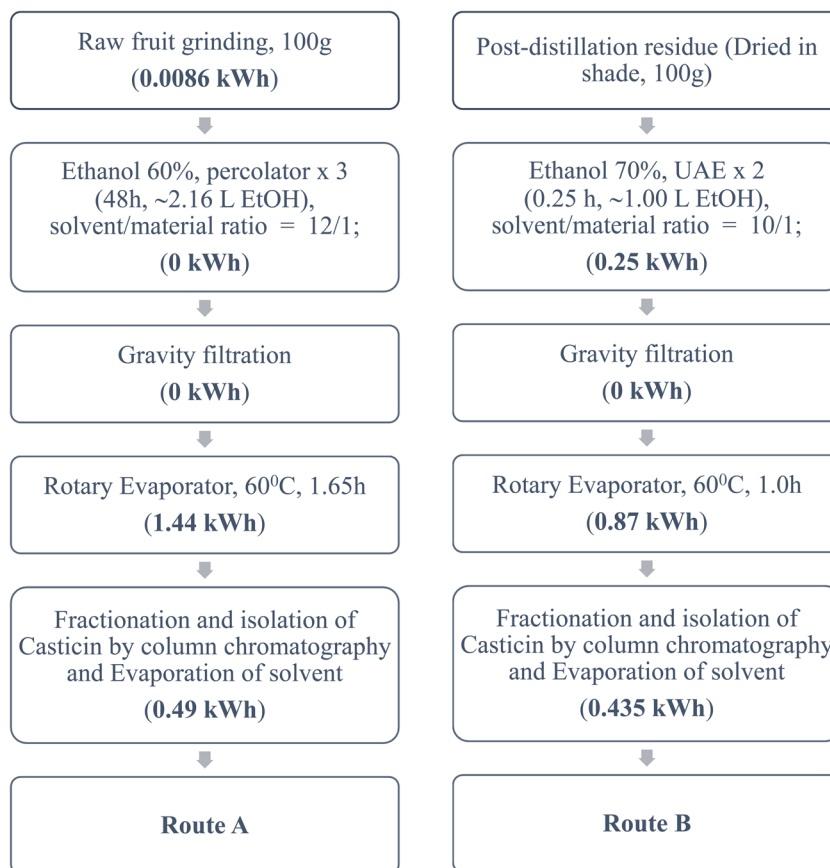 Raw fruit grinding, 100g
(0.0086 kWh)
Ethanol 60%, percolator x 3
(48h, ~2.16 L EtOH),
solvent/material ratio = 12/1;
(0 kWh)
Gravity filtration
(0 kWh)
Rotary Evaporator, 60⁰C, 1.65h
(1.44 kWh)
Fractionation and isolation of
Casticin by column chromatography
and Evaporation of solvent
(0.49 kWh)
Route A
Post-distillation residue (Dried in
shade, 100g)
Ethanol 70%, UAE x 2
(0.25 h, ~1.00 L EtOH),
solvent/material ratio = 10/1;
(0.25 kWh)
Gravity filtration
(0 kWh)
Rotary Evaporator, 60⁰C, 1.0h
(0.87 kWh)
Fractionation and isolation of
Casticin by column chromatography
and Evaporation of solvent
(0.435 kWh)
Route B